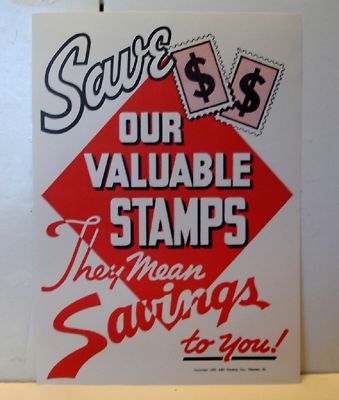 Save
$ $
OUR
VALUABLE
STAMPS
They Mean
Savings
to You!